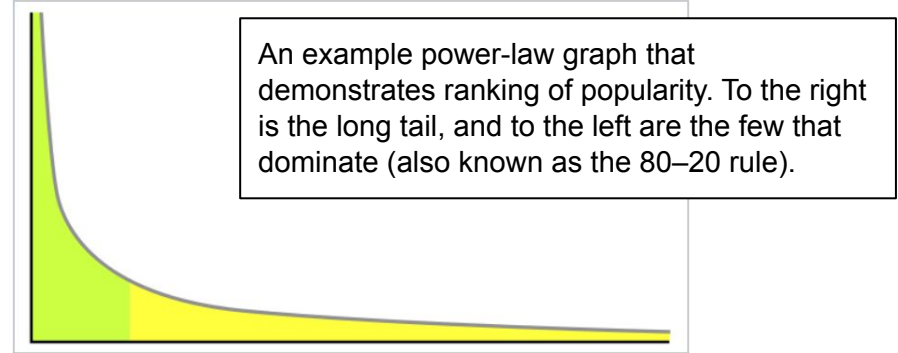 An example power-law graph that
demonstrates ranking of popularity. To the right
is the long tail, and to the left are the few that
dominate (also known as the 80–20 rule).